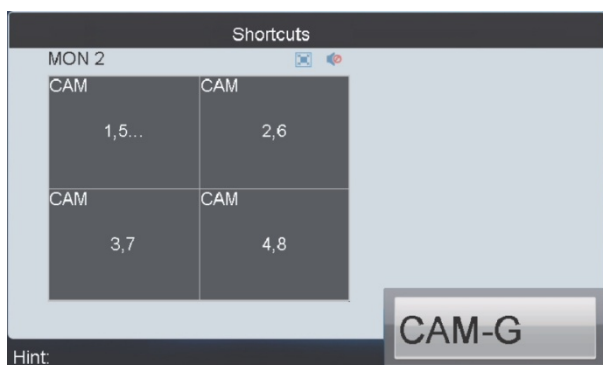 Shortcuts
MON 2
CAM
CAM
1,5...
2,6
CAM
CAM
3,7
4,8
CAM-G
Hint: